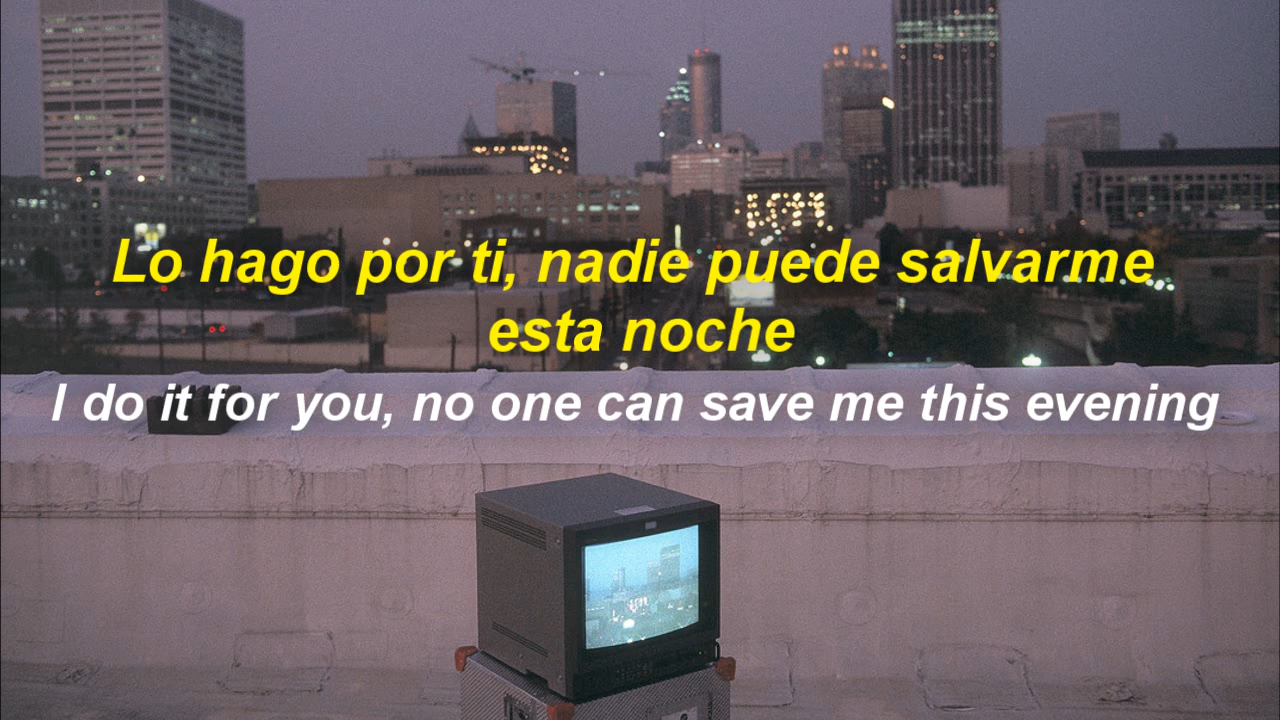 Lo hago por ti, nadie puede salvarme
esta noche
I do it for you, no one can save me this evening